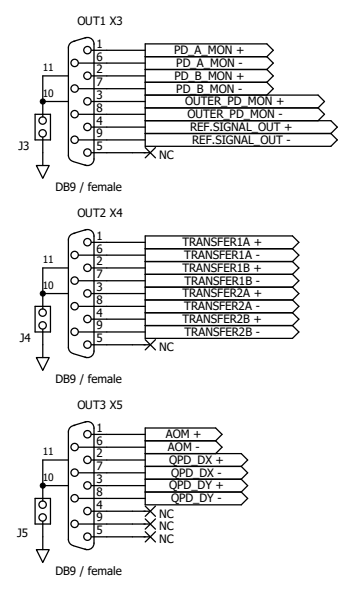 OUT1 X3
1 PD_A_MON +
6 PD_A_MON -
11 2 PD_B_MON +
7 PD_B_MON -
10 3 OUTER_PD_MON +
8 OUTER_PD_MON -
4 REF.SIGNAL_OUT +
J3 9 REF.SIGNAL_OUT -
5 NC
DB9 / female
OUT2 X4
1 TRANSFER1A +
6 TRANSFER1A -
11 2 TRANSFER1B +
7 TRANSFER1B -
10 3 TRANSFER2A +
8 TRANSFER2A -
4 TRANSFER2B +
J4 9 TRANSFER2B -
5 NC
DB9 / female
OUT3 X5
1 AOM +
6 AOM -
11 2 QPD_DX +
7 QPD_DX -
10 3 QPD_DY +
8 QPD_DY -
4 NC
J5 9 NC
5 NC
DB9 / female